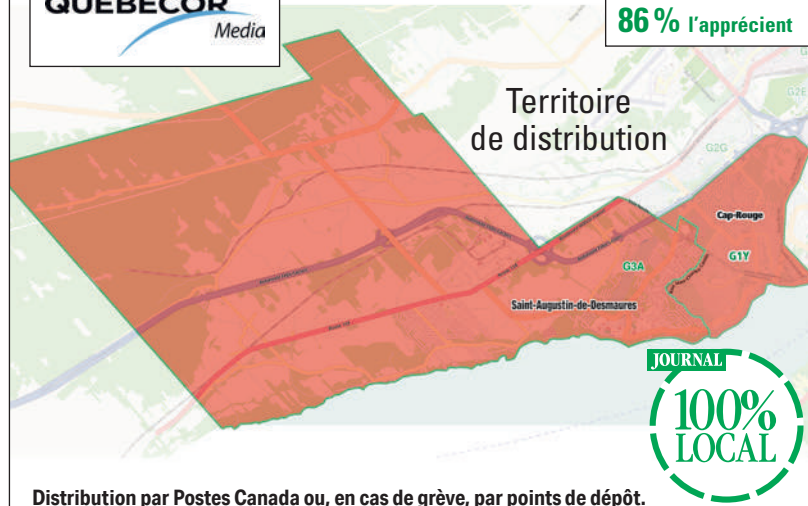 QUEBECOR
Media
86 % l'apprécient
Territoire
de distribution
G2E
G2G
Cap-Rouge
G1Y
G3A
Saint-Augustin-de-Desmaures
JOURNAL
100%
LOCAL
Distribution par Postes Canada ou, en cas de grève, par points de dépôt.